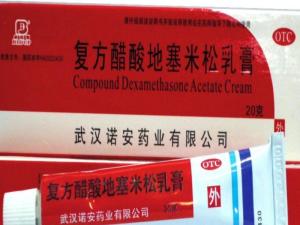 复方醋酸地塞米松乳膏
Compound Dexamethasone Acetate Cream
OTC
外
20克
武汉诺安药业有限公司
OTC
复方醋酸地塞米松乳膏
外
武汉诺安药业有限公司